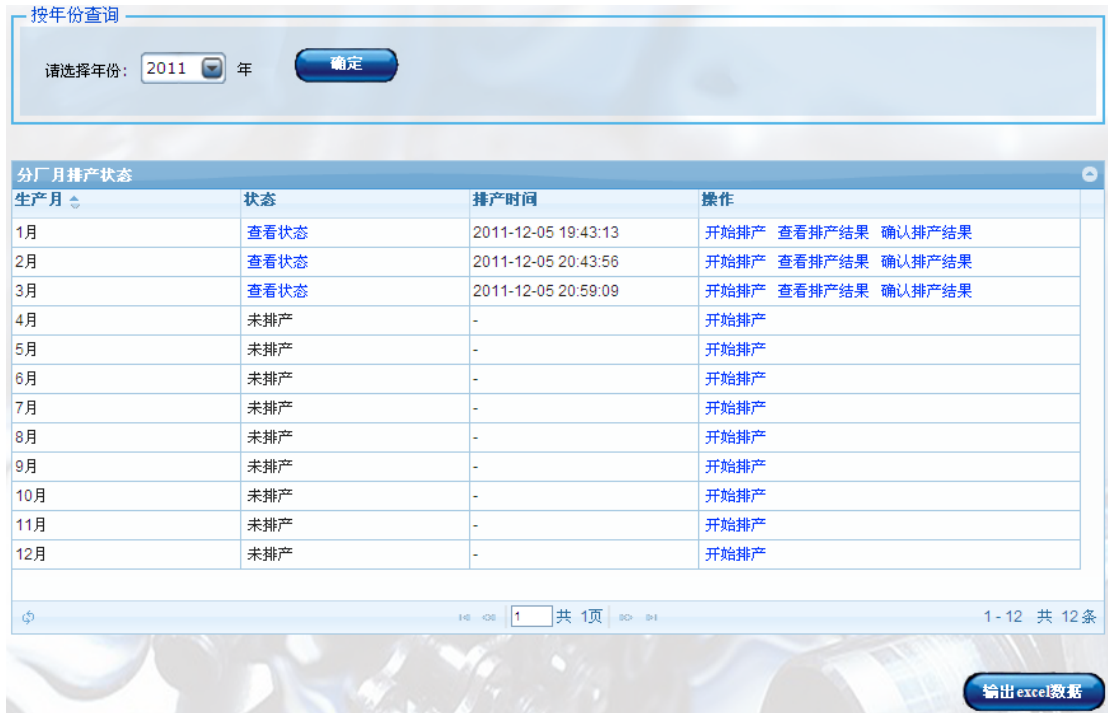 按年份查询
请选择年份: 2011 年 确定
分厂月排产状态
生产月 状态 排产时间 操作
1月 查看状态 2011-12-05 19:43:13 开始排产 查看排产结果 确认排产结果
2月 查看状态 2011-12-05 20:43:56 开始排产 查看排产结果 确认排产结果
3月 查看状态 2011-12-05 20:59:09 开始排产 查看排产结果 确认排产结果
4月 未排产 - 开始排产
5月 未排产 - 开始排产
6月 未排产 - 开始排产
7月 未排产 - 开始排产
8月 未排产 - 开始排产
9月 未排产 - 开始排产
10月 未排产 - 开始排产
11月 未排产 - 开始排产
12月 未排产 - 开始排产
1 共 1页 1 - 12 共 12 条
输出excel数据